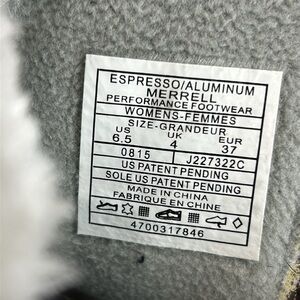 ESPRESSO/ALUMINUM
MERRELL
PERFORMANCE FOOTWEAR
WOMENS-FEMMES
SIZE-GRANDEUR
US UK EUR
6.5 4 37
0815 J227322C
US PATENT PENDING
SOLE US PATENT PENDING
MADE IN CHINA
FABRIQUE EN CHINE
4700317846